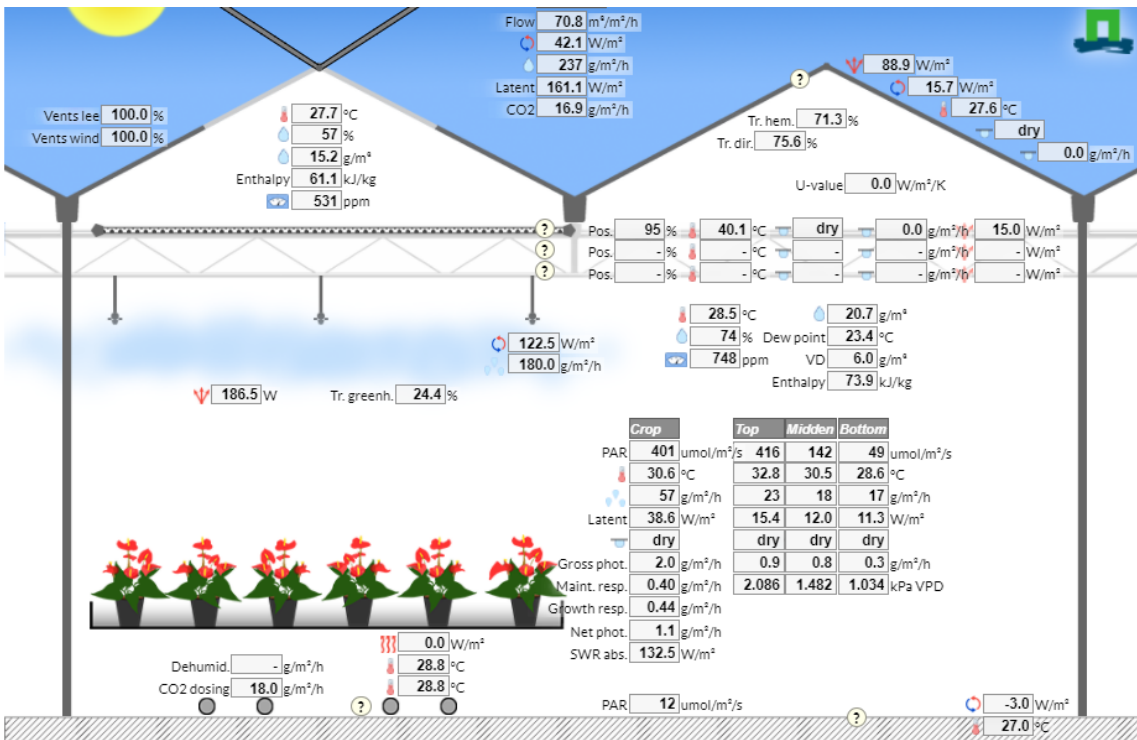 Flow 70.8 m³/m²/h
42.1 W/m²
237 g/m²/h
Latent 161.1 W/m²
CO2 16.9 g/m²/h
88.9 W/m²
15.7 W/m²
27.6 °C
dry
0.0 g/m²/h
Vents lee 100.0 %
Vents wind 100.0 %
27.7 °C
57 %
15.2 g/m³
Enthalpy 61.1 kJ/kg
531 ppm
?
Tr. hem. 71.3 %
Tr. dir. 75.6 %
U-value 0.0 W/m²/K
? Pos. 95 % 40.1 °C dry 0.0 g/m²/h 15.0 W/m²
? Pos. - % - °C - - g/m²/h - W/m²
? Pos. - % - °C - - g/m²/h - W/m²
122.5 W/m²
180.0 g/m²/h
28.5 °C 20.7 g/m³
74 % Dew point 23.4 °C
748 ppm VD 6.0 g/m³
Enthalpy 73.9 kJ/kg
186.5 W Tr. greenh. 24.4 %
Crop Top Midden Bottom
PAR 401 umol/m²/s 416 142 49 umol/m²/s
30.6 °C 32.8 30.5 28.6 °C
57 g/m²/h 23 18 17 g/m²/h
Latent 38.6 W/m² 15.4 12.0 11.3 W/m²
dry dry dry dry
Gross phot. 2.0 g/m²/h 0.9 0.8 0.3 g/m²/h
Maint. resp. 0.40 g/m²/h 2.086 1.482 1.034 kPa VPD
Growth resp. 0.44 g/m²/h
Net phot. 1.1 g/m²/h
SWR abs. 132.5 W/m²
0.0 W/m²
Dehumid. - g/m²/h 28.8 °C
CO2 dosing 18.0 g/m²/h 28.8 °C
? PAR 12 umol/m²/s
? -3.0 W/m²
27.0 °C